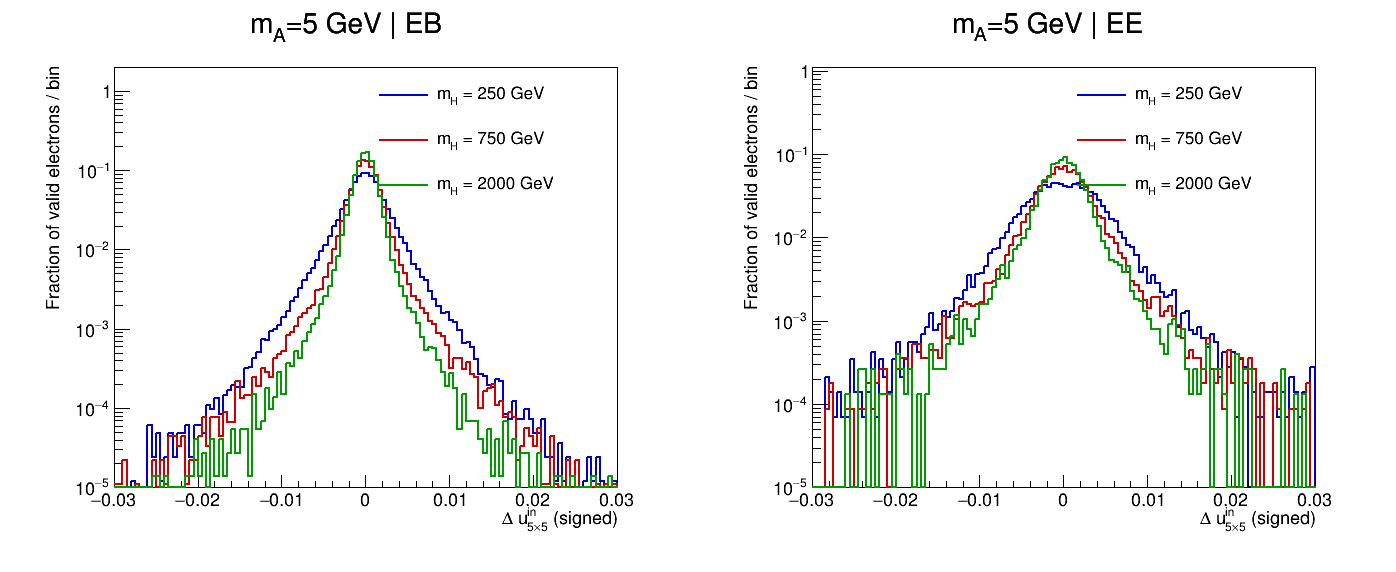 m_A=5 GeV | EB
Fraction of valid electrons / bin
1
10⁻¹
10⁻²
10⁻³
10⁻⁴
10⁻⁵
m_H = 250 GeV
m_H = 750 GeV
m_H = 2000 GeV
−0.03 −0.02 −0.01 0 0.01 0.02 0.03
Δ u^in_5×5 (signed)
m_A=5 GeV | EE
Fraction of valid electrons / bin
1
10⁻¹
10⁻²
10⁻³
10⁻⁴
10⁻⁵
m_H = 250 GeV
m_H = 750 GeV
m_H = 2000 GeV
−0.03 −0.02 −0.01 0 0.01 0.02 0.03
Δ u^in_5×5 (signed)